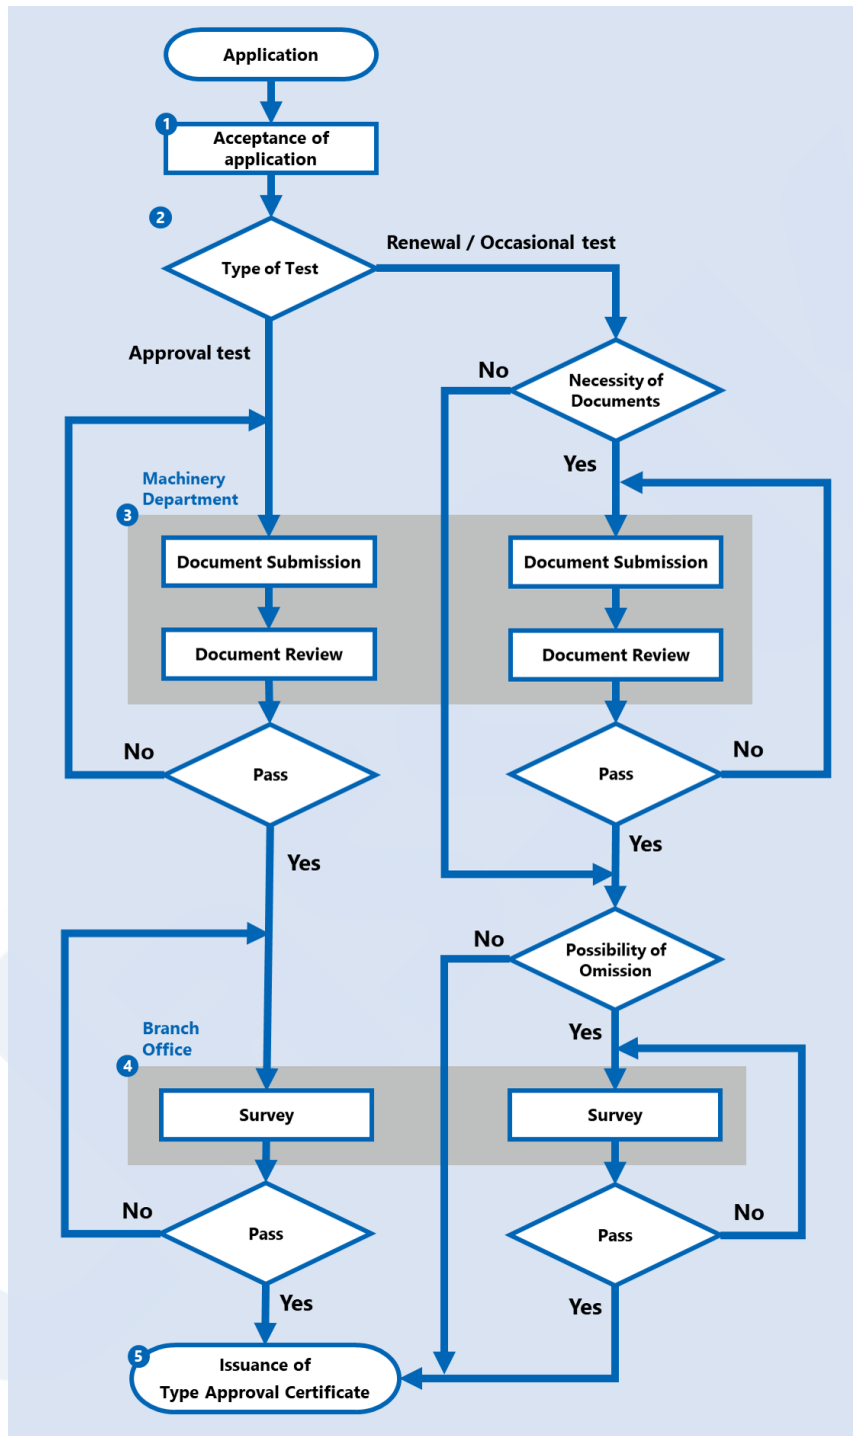 Application
1
Acceptance of
application
2
Type of Test
Renewal / Occasional test
Approval test
No
Necessity of
Documents
Yes
Machinery
Department
3
Document Submission
Document Submission
Document Review
Document Review
No
Pass
Pass
No
Yes
Yes
No
Possibility of
Omission
Branch
Office
Yes
4
Survey
Survey
No
Pass
Pass
No
Yes
Yes
5
Issuance of
Type Approval Certificate